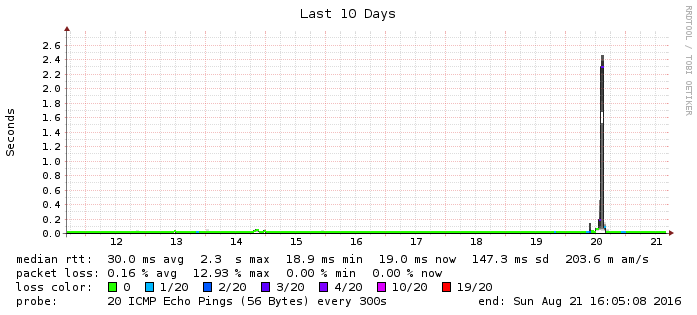 Last 10 Days
RRDTOOL / TOBI OETIKER
Seconds
2.6
2.4
2.2
2.0
1.8
1.6
1.4
1.2
1.0
0.8
0.6
0.4
0.2
0.0
12 13 14 15 16 17 18 19 20 21
median rtt: 30.0 ms avg 2.3 s max 18.9 ms min 19.0 ms now 147.3 ms sd 203.6 m am/s
packet loss: 0.16 % avg 12.93 % max 0.00 % min 0.00 % now
loss color: 0 1/20 2/20 3/20 4/20 10/20 19/20
probe: 20 ICMP Echo Pings (56 Bytes) every 300s end: Sun Aug 21 16:05:08 2016